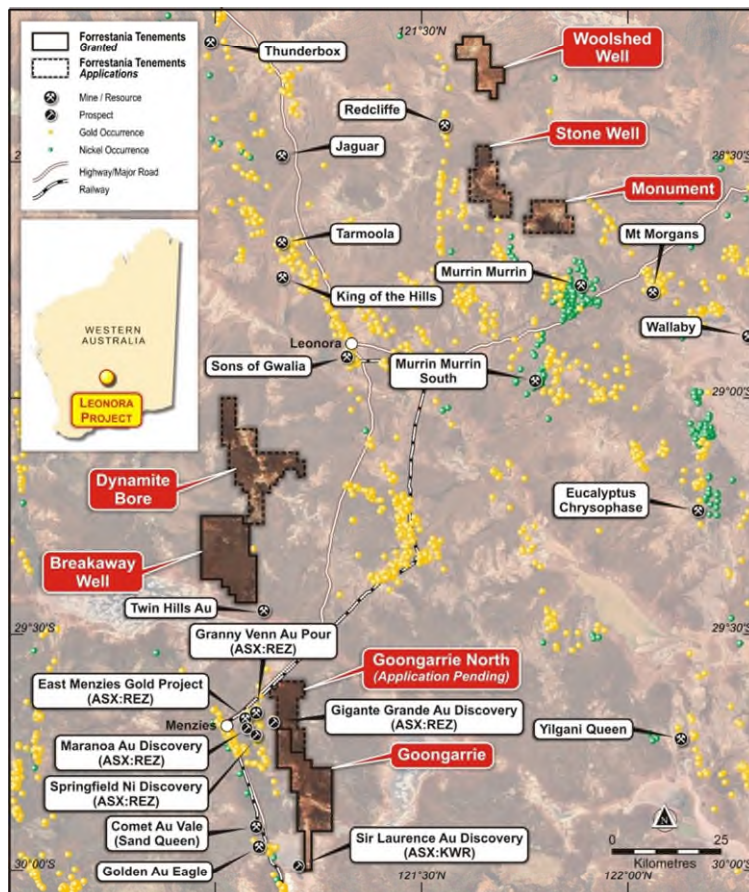 Forrestania Tenements
Granted
Forrestania Tenements
Applications
Mine / Resource
Prospect
Gold Occurrence
Nickel Occurrence
Highway/Major Road
Railway
WESTERN
AUSTRALIA
LEONORA
PROJECT
121°30'E
Thunderbox
Woolshed
Well
Redcliffe
Stone Well
Jaguar
28°30'S
Monument
Tarmoola
Mt Morgans
Murrin Murrin
King of the Hills
Wallaby
Leonora
Sons of Gwalia
Murrin Murrin
South
29°00'S
Dynamite
Bore
Eucalyptus
Chrysophase
Breakaway
Well
Twin Hills Au
29°30'S
29°30'S
Granny Venn Au Pour
(ASX:REZ)
Goongarrie North
(Application Pending)
East Menzies Gold Project
(ASX:REZ)
Gigante Grande Au Discovery
(ASX:REZ)
Menzies
Yilgani Queen
Maranoa Au Discovery
(ASX:REZ)
Goongarrie
Springfield Ni Discovery
(ASX:REZ)
Comet Au Vale
(Sand Queen)
N
0
25
Kilometres
Sir Laurence Au Discovery
(ASX:KWR)
Golden Au Eagle
30°00'S
121°30'E
122°00'E
30°00'S